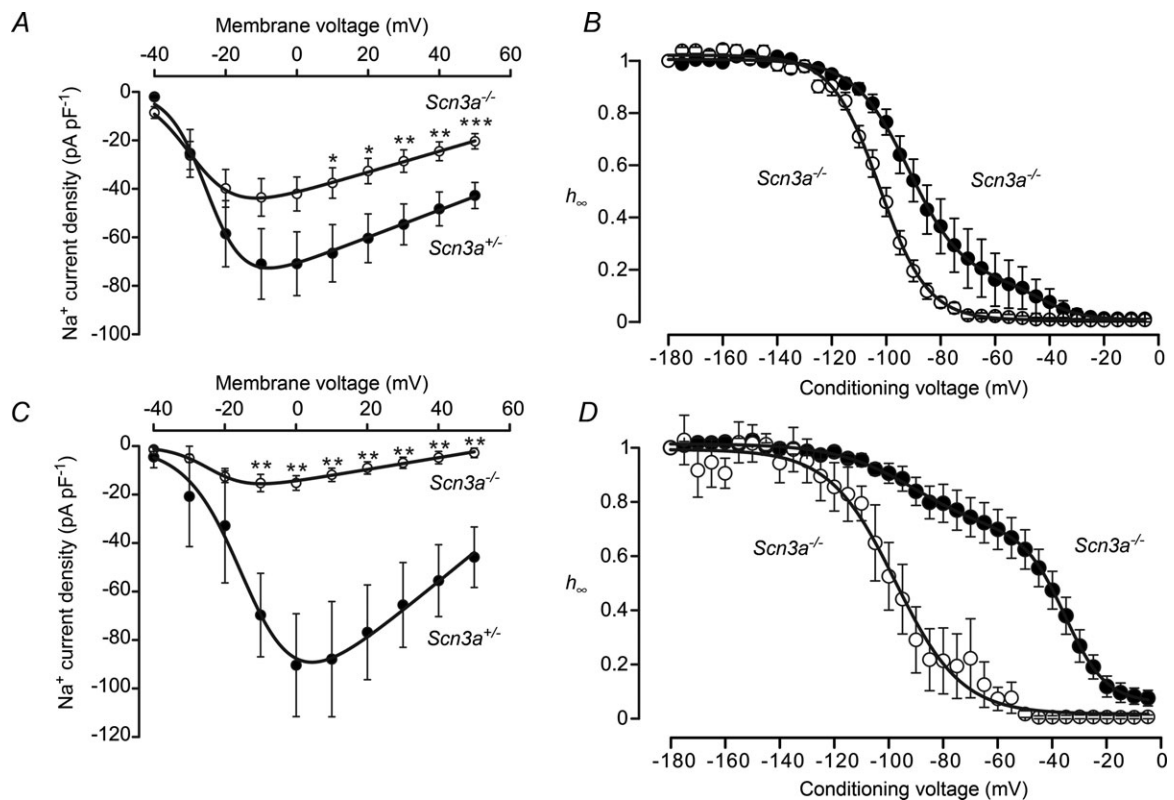 A
Membrane voltage (mV)
-40 -20 0 20 40 60
0
-20
-40
-60
-80
-100
Na⁺ current density (pA pF⁻¹)
Scn3a⁻/⁻
* * ** ** ***
Scn3a⁺/⁻
B
1
0.8
0.6
0.4
0.2
0
h∞
Scn3a⁻/⁻
Scn3a⁻/⁻
-180 -160 -140 -120 -100 -80 -60 -40 -20 0
Conditioning voltage (mV)
C
Membrane voltage (mV)
-40 -20 0 20 40 60
0
-20
-40
-60
-80
-100
-120
Na⁺ current density (pA pF⁻¹)
** ** ** ** ** ** **
Scn3a⁻/⁻
Scn3a⁺/⁻
D
1
0.8
0.6
0.4
0.2
0
h∞
Scn3a⁻/⁻
Scn3a⁻/⁻
-180 -160 -140 -120 -100 -80 -60 -40 -20 0
Conditioning voltage (mV)